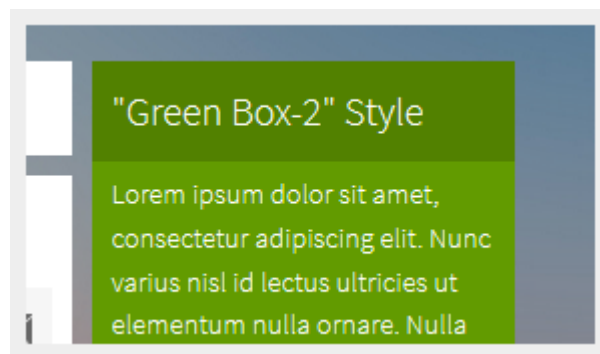 "Green Box-2" Style
Lorem ipsum dolor sit amet,
consectetur adipiscing elit. Nunc
varius nisl id lectus ultricies ut
elementum nulla ornare. Nulla